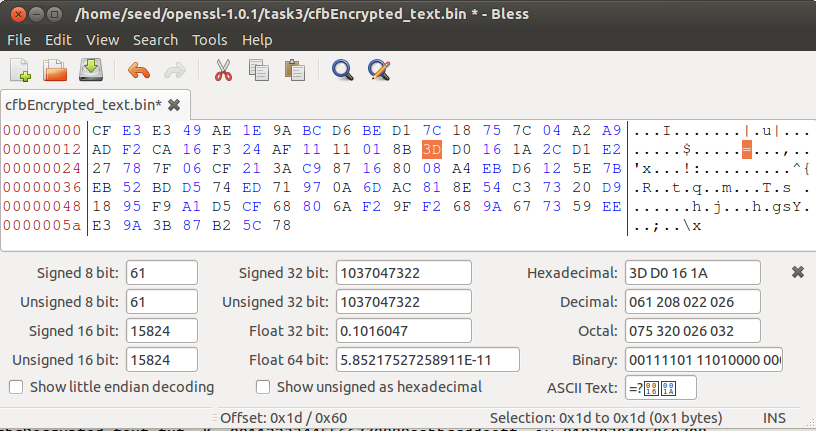 /home/seed/openssl-1.0.1/task3/cfbEncrypted_text.bin * - Bless
File Edit View Search Tools Help
cfbEncrypted_text.bin*
00000000 CF E3 E3 49 AE 1E 9A BC D6 BE D1 7C 18 75 7C 04 A2 A9 ...I.......|.u|...
00000012 AD F2 CA 16 F3 24 AF 11 11 01 8B 3D D0 16 1A 2C D1 E2 .....$.....=...,..
00000024 27 78 7F 06 CF 21 3A C9 87 16 80 08 A4 EB D6 12 5E 7B 'x...!:.........^{
00000036 EB 52 BD D5 74 ED 71 97 0A 6D AC 81 8E 54 C3 73 20 D9 .R..t.q..m...T.s .
00000048 18 95 F9 A1 D5 CF 68 80 6A F2 9F F2 68 9A 67 73 59 EE ......h.j...h.gsY.
0000005a E3 9A 3B 87 B2 5C 78 ..;..\x
Signed 8 bit: 61 Signed 32 bit: 1037047322 Hexadecimal: 3D D0 16 1A
Unsigned 8 bit: 61 Unsigned 32 bit: 1037047322 Decimal: 061 208 022 026
Signed 16 bit: 15824 Float 32 bit: 0.1016047 Octal: 075 320 026 032
Unsigned 16 bit: 15824 Float 64 bit: 5.85217527258911E-11 Binary: 00111101 11010000 000
Show little endian decoding Show unsigned as hexadecimal ASCII Text: =?
Offset: 0x1d / 0x60 Selection: 0x1d to 0x1d (0x1 bytes) INS